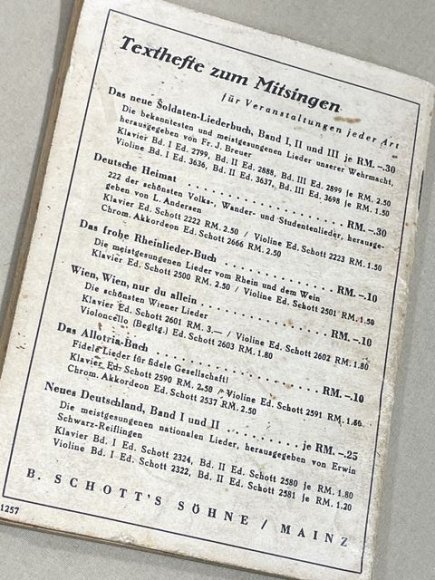 Texthefte zum Mitsingen
für Veranstaltungen jeder Art
Das neue Soldaten-Liederbuch, Band I, II und III je RM. –.30
Die bekanntesten und meistgesungenen Lieder unserer Wehrmacht,
herausgegeben von Fr. J. Breuer
Klavier Bd. I Ed. 2799, Bd. II Ed. 2888, Bd. III Ed. 2899 je RM. 2.50
Violine Bd. I Ed. 3636, Bd. II Ed. 3637, Bd. III Ed. 3698 je RM. 1.50
Deutsche Heimat . . . . . . . . . . . . . . . . . . . . RM. –.30
222 der schönsten Volks-, Wander- und Studentenlieder, herausge-
geben von L. Andersen
Klavier Ed. Schott 2222 RM. 2.50 / Violine Ed. Schott 2223 RM. 1.50
Chrom. Akkordeon Ed. Schott 2666 RM. 2.50
Das frohe Rheinlieder-Buch . . . . . . . . . . . . . . RM. –.10
Die meistgesungenen Lieder vom Rhein und dem Wein
Klavier Ed. Schott 2500 RM. 2.50 / Violine Ed. Schott 2501 RM. 1.50
Wien, Wien, nur du allein . . . . . . . . . . . . . . . RM. –.10
Die schönsten Wiener Lieder
Klavier Ed. Schott 2601 RM. 3.— / Violine Ed. Schott 2602 RM. 1.80
Violoncello (Begltg.) Ed. Schott 2603 RM. 1.80
Das Allotria-Buch . . . . . . . . . . . . . . . . . . . RM. –.10
Fidele Lieder für fidele Gesellschaft!
Klavier Ed. Schott 2590 RM. 2.50 / Violine Ed. Schott 2591 RM. 1.80
Chrom. Akkordeon Ed. Schott 2537 RM. 2.50
Neues Deutschland, Band I und II . . . . . . . . je RM. –.25
Die meistgesungenen nationalen Lieder, herausgegeben von Erwin
Schwarz-Reiflingen
Klavier Bd. I Ed. Schott 2324, Bd. II Ed. Schott 2580 je RM. 1.80
Violine Bd. I Ed. Schott 2322, Bd. II Ed. Schott 2581 je RM. 1.20
B. SCHOTT'S SÖHNE / MAINZ
1257